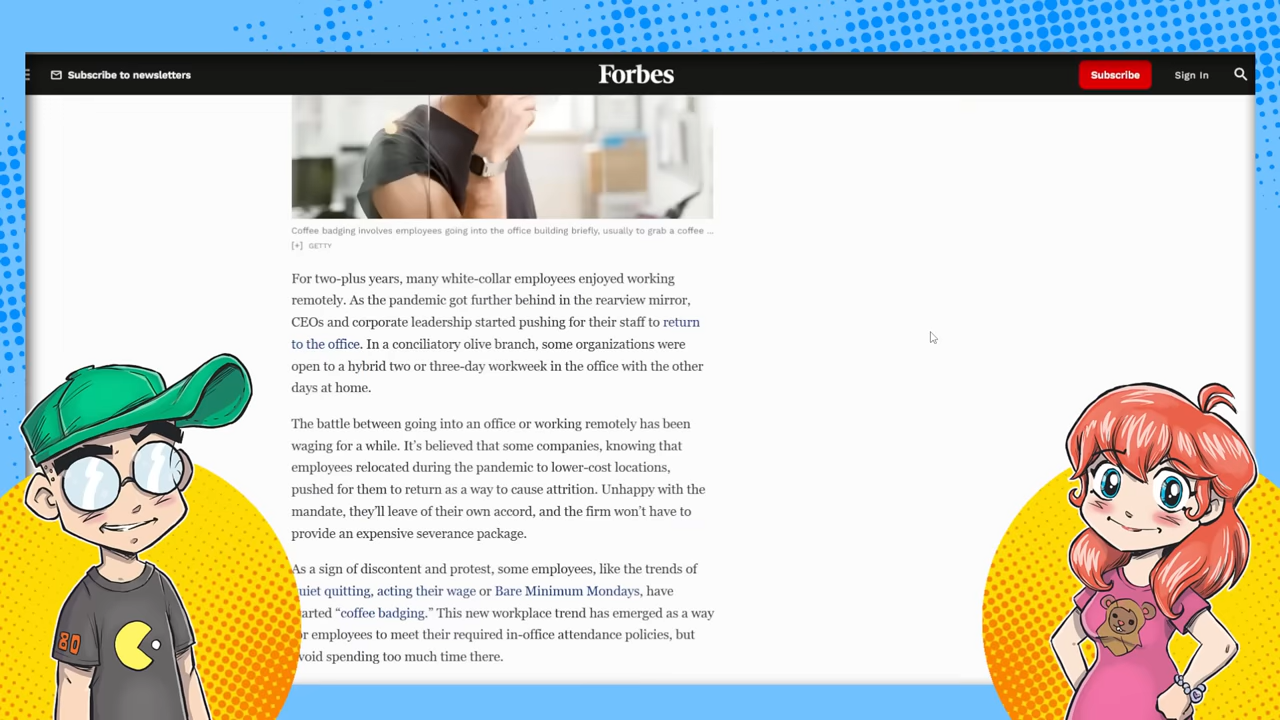 Subscribe to newsletters
Forbes
Subscribe
Sign In
Coffee badging involves employees going into the office building briefly, usually to grab a coffee ...
[+] GETTY
For two-plus years, many white-collar employees enjoyed working
remotely. As the pandemic got further behind in the rearview mirror,
CEOs and corporate leadership started pushing for their staff to return
to the office. In a conciliatory olive branch, some organizations were
open to a hybrid two or three-day workweek in the office with the other
days at home.
The battle between going into an office or working remotely has been
waging for a while. It’s believed that some companies, knowing that
employees relocated during the pandemic to lower-cost locations,
pushed for them to return as a way to cause attrition. Unhappy with the
mandate, they’ll leave of their own accord, and the firm won’t have to
provide an expensive severance package.
As a sign of discontent and protest, some employees, like the trends of
uiet quitting, acting their wage or Bare Minimum Mondays, have
arted “coffee badging.” This new workplace trend has emerged as a way
or employees to meet their required in-office attendance policies, but
void spending too much time there.
80